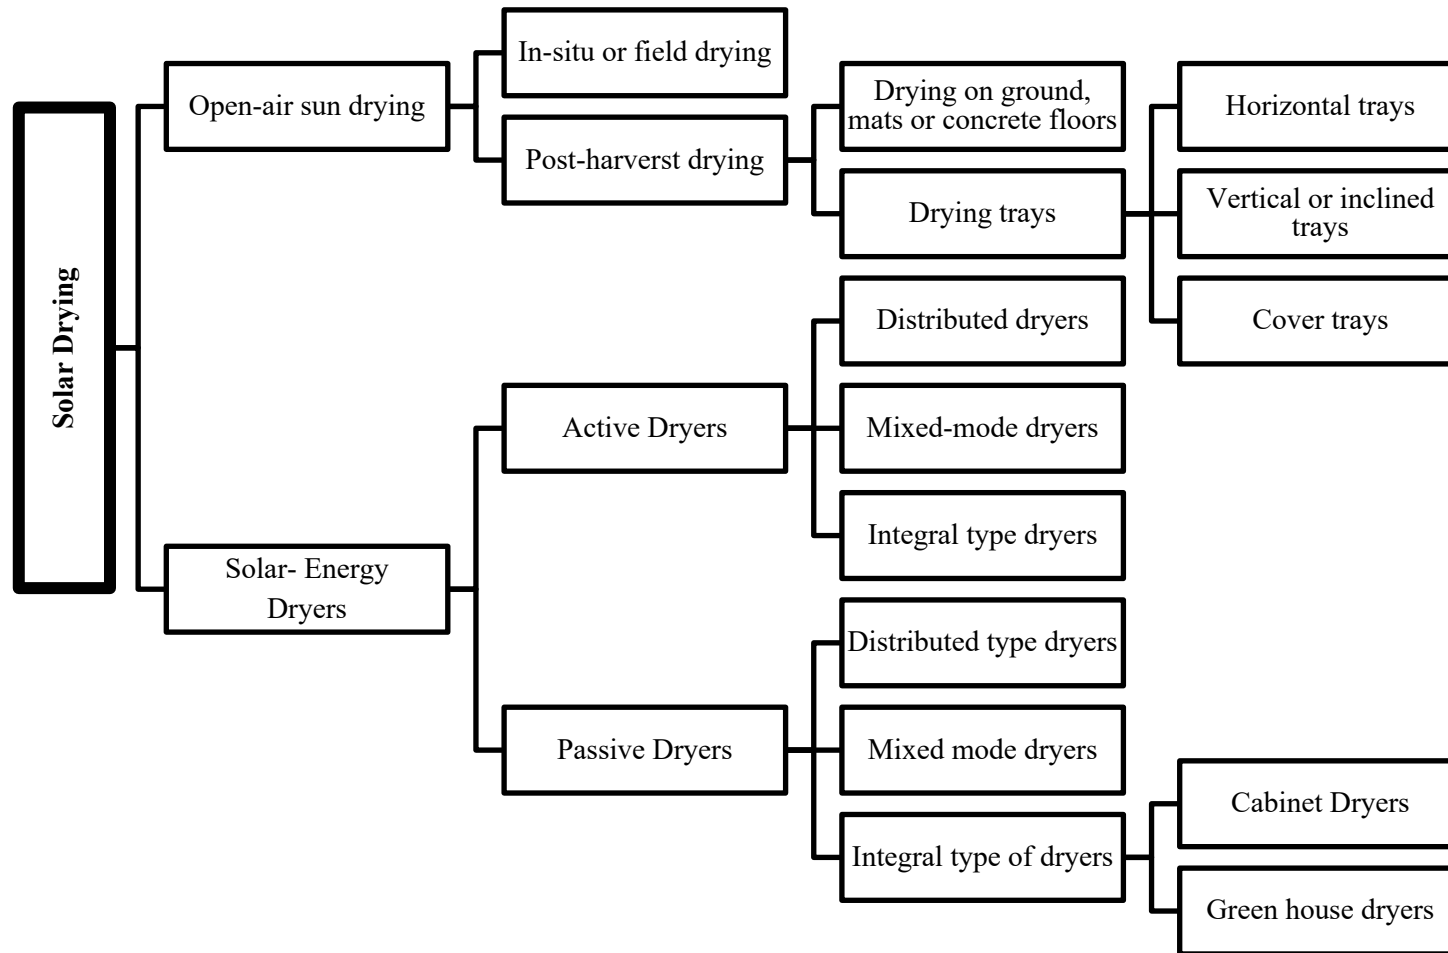 Solar Drying
Open-air sun drying
In-situ or field drying
Post-harverst drying
Drying on ground,
mats or concrete floors
Drying trays
Horizontal trays
Vertical or inclined
trays
Cover trays
Solar- Energy
Dryers
Active Dryers
Distributed dryers
Mixed-mode dryers
Integral type dryers
Passive Dryers
Distributed type dryers
Mixed mode dryers
Integral type of dryers
Cabinet Dryers
Green house dryers